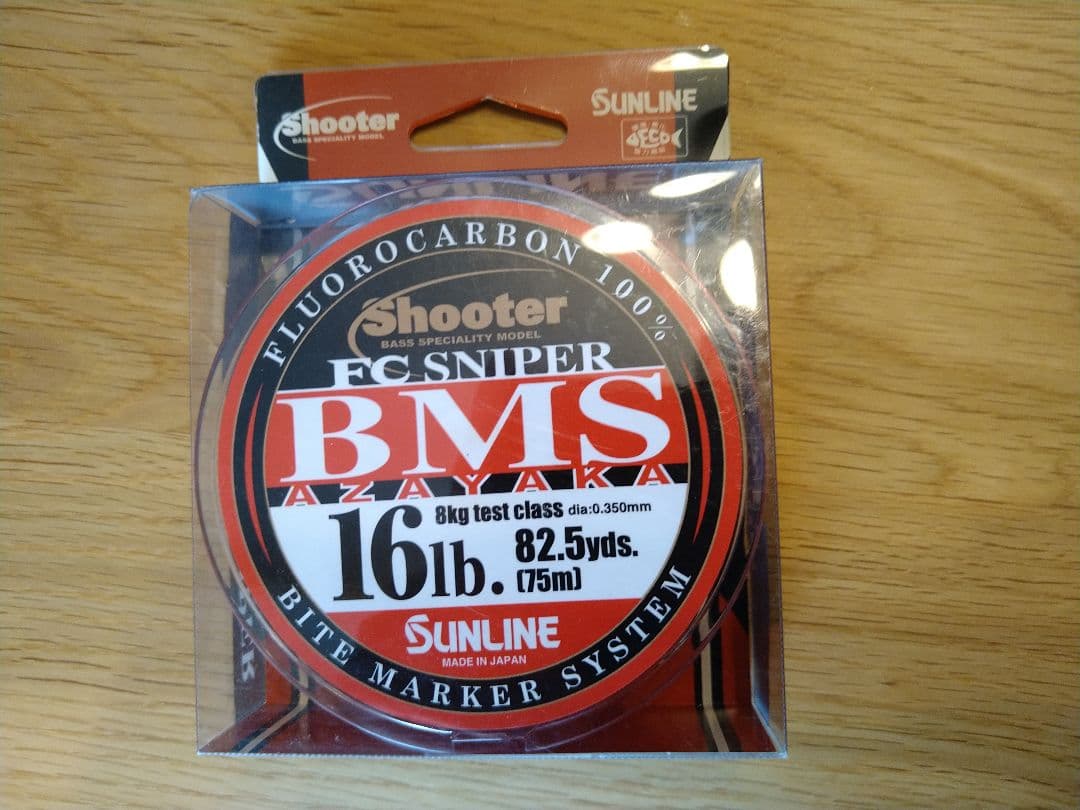 Shooter
BASS SPECIALITY MODEL
SUNLINE
ECO
FLUOROCARBON 100%
Shooter
BASS SPECIALITY MODEL
FC SNIPER
BMS
AZAYAKA
8kg test class dia:0.350mm
16lb. 82.5yds.
(75m)
SUNLINE
MADE IN JAPAN
BITE MARKER SYSTEM